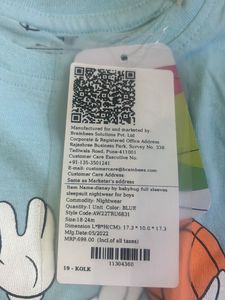 Manufactured for and marketed by.
Brainbees Solutions Pvt. Ltd
Corporate & Registered Office Address
Rajashree Business Park, Survey No. 338
Tadiwala Road, Pune-411001
Customer Care Executive No.
+91-135-3501241
E-mail: customercare@brainbees.com
Customer Care Address
Same as Marketer's address
Item Name-disney by babyhug full sleeves
sleepsuit nightwear for boys
Commodity: Nightwear
Quantity-1 Unit Color: BLUE
Style Code:AW22TRU6831
Size:18-24m
Dimension L*B*H(CM): 17.3 * 10.0 * 17.3
Mfg.Date:05/2022
MRP:699.00 (Incl.of all taxes)
11304360
19 - KOLK